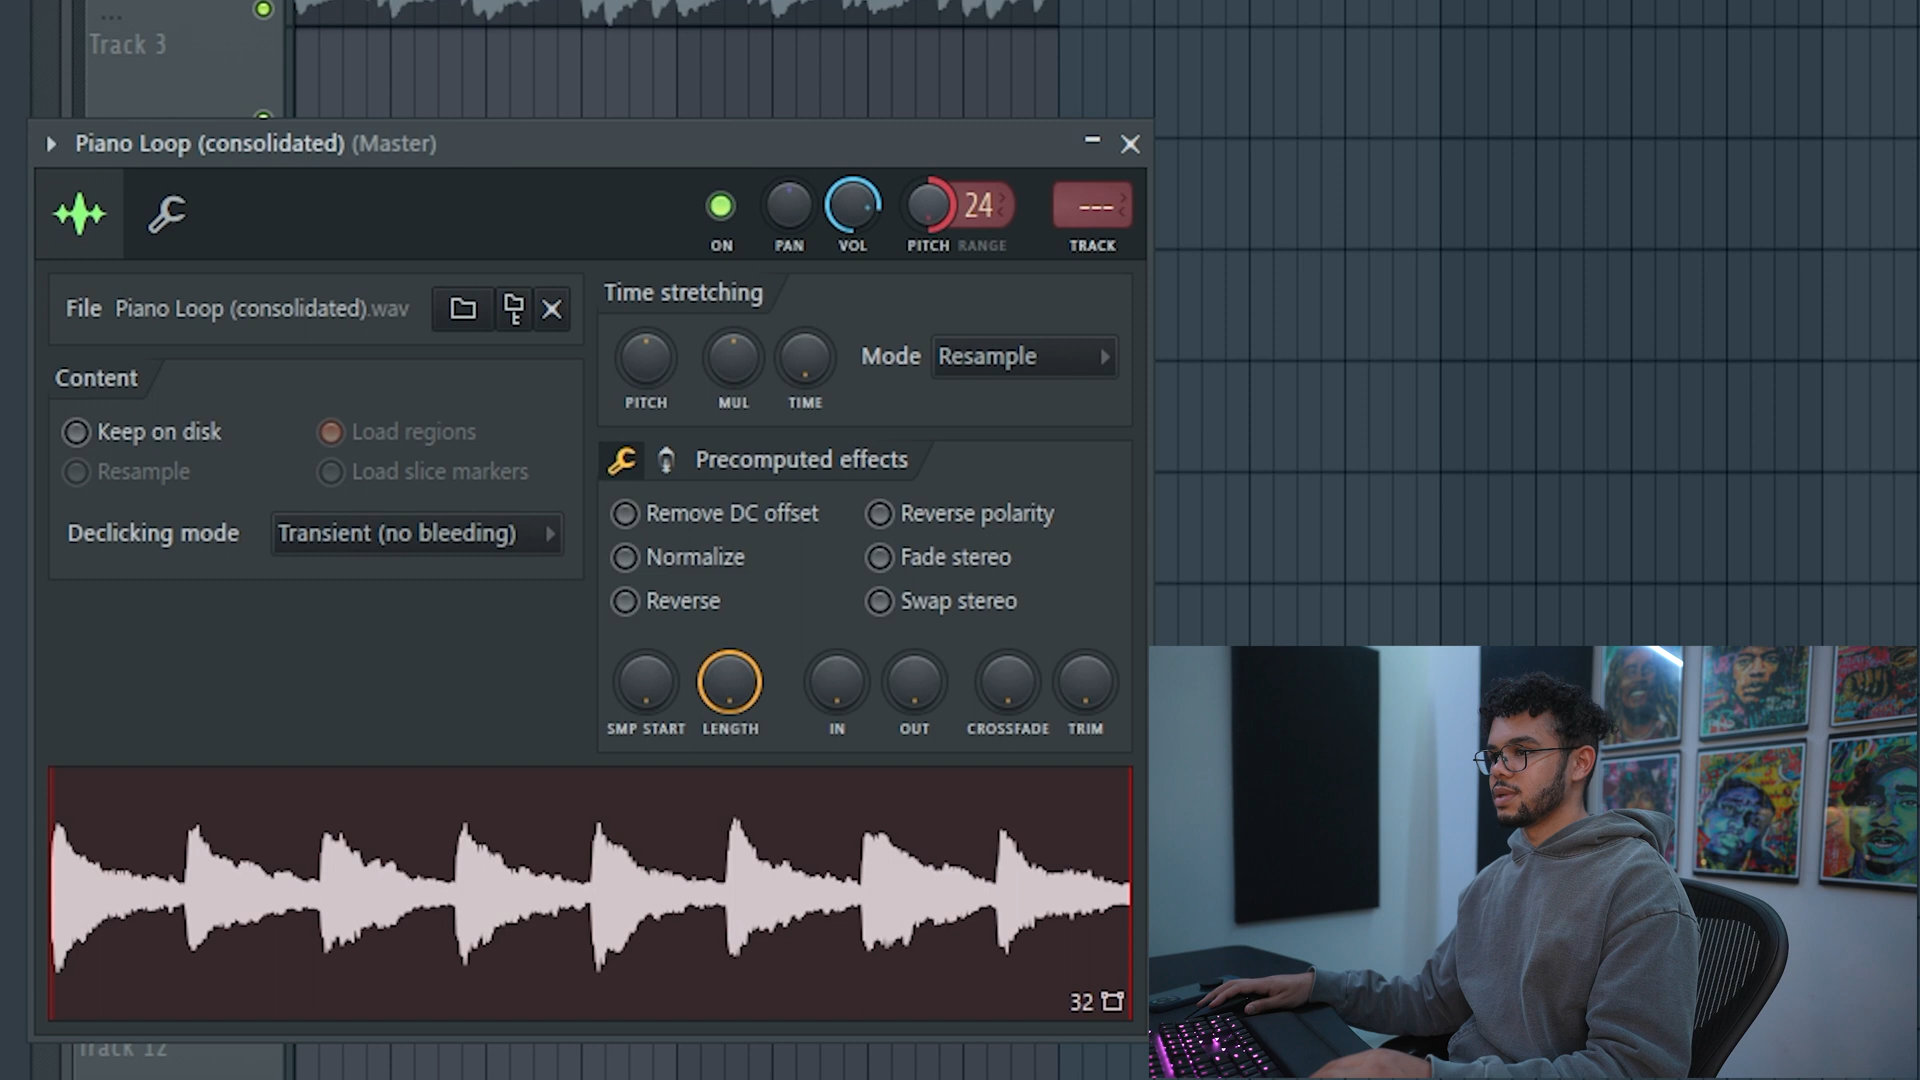 ...
Track 3
Piano Loop (consolidated) (Master)
24
---
ON PAN VOL PITCH RANGE TRACK
File Piano Loop (consolidated).wav
Time stretching
Mode Resample
PITCH MUL TIME
Content
Keep on disk Load regions
Resample Load slice markers
Declicking mode Transient (no bleeding)
Precomputed effects
Remove DC offset Reverse polarity
Normalize Fade stereo
Reverse Swap stereo
SMP START LENGTH IN OUT CROSSFADE TRIM
32
Track 12